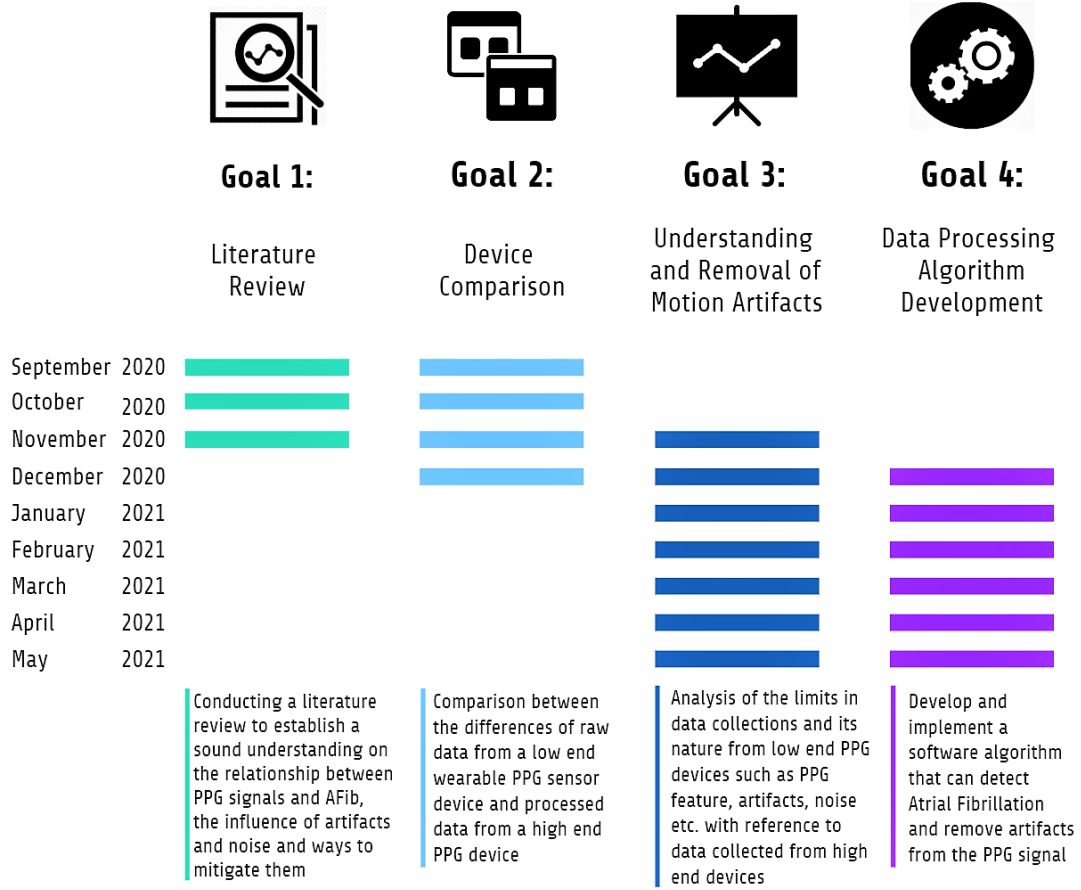 Goal 1:
Goal 2:
Goal 3:
Goal 4:
Literature
Review
Device
Comparison
Understanding
and Removal of
Motion Artifacts
Data Processing
Algorithm
Development
September 2020
October 2020
November 2020
December 2020
January 2021
February 2021
March 2021
April 2021
May 2021
Conducting a literature
review to establish a
sound understanding on
the relationship between
PPG signals and AFib,
the influence of artifacts
and noise and ways to
mitigate them
Comparison between
the differences of raw
data from a low end
wearable PPG sensor
device and processed
data from a high end
PPG device
Analysis of the limits in
data collections and its
nature from low end PPG
devices such as PPG
feature, artifacts, noise
etc. with reference to
data collected from high
end devices
Develop and
implement a
software algorithm
that can detect
Atrial Fibrillation
and remove artifacts
from the PPG signal